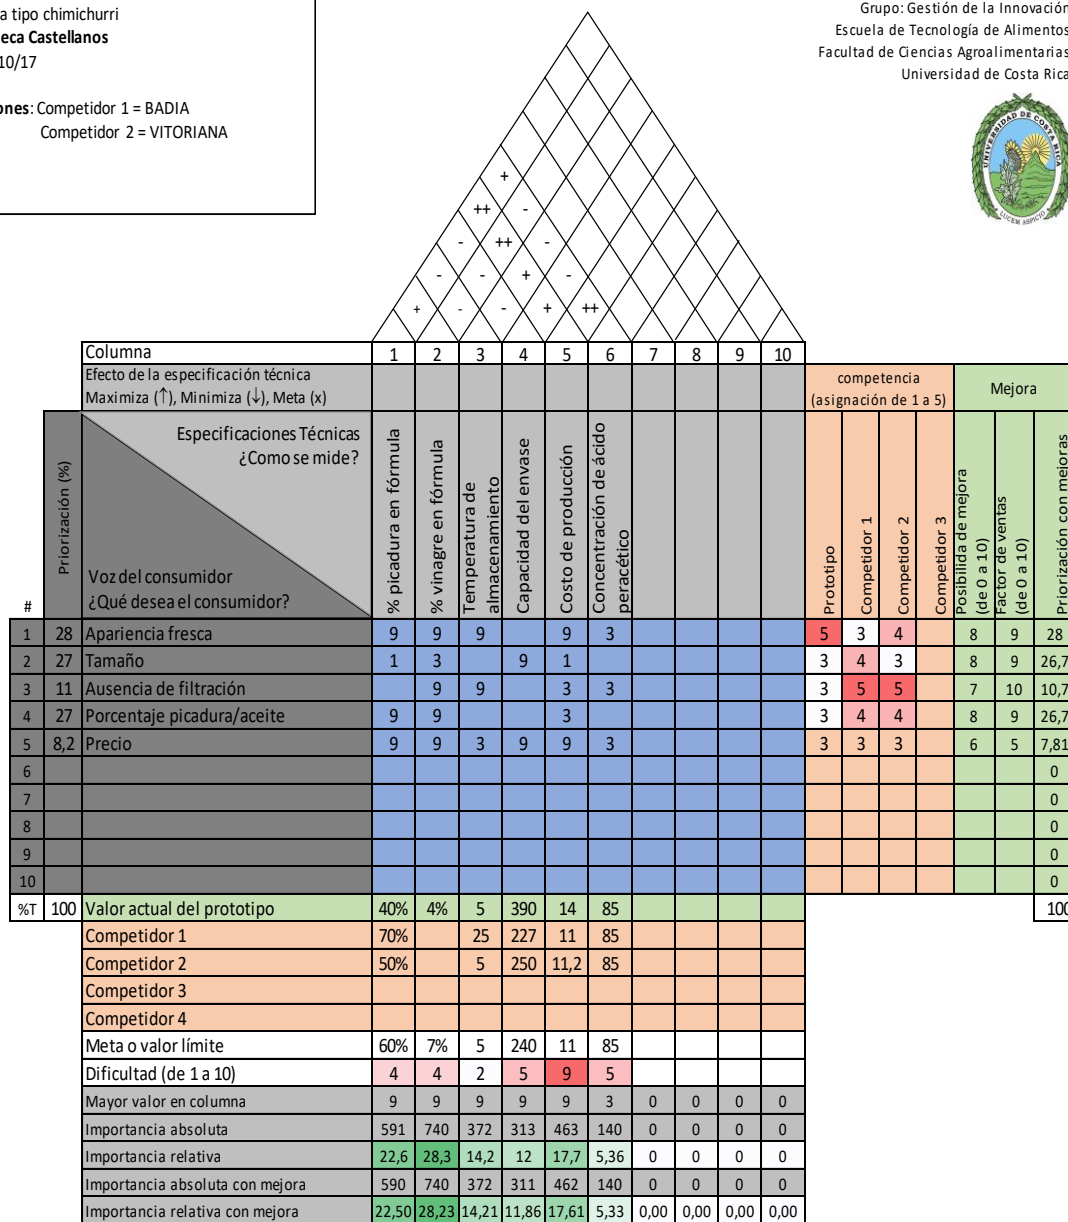 a tipo chimichurri
eca Castellanos
10/17
ones: Competidor 1 = BADIA
Competidor 2 = VITORIANA
Grupo: Gestión de la Innovación
Escuela de Tecnología de Alimentos
Facultad de Ciencias Agroalimentarias
Universidad de Costa Rica
UNIVERSIDAD DE COSTA RICA
LUCEM ASPICIO
+
++ -
- ++ -
- - + -
+ - - + ++
Columna 1 2 3 4 5 6 7 8 9 10
Efecto de la especificación técnica
Maximiza (↑), Minimiza (↓), Meta (x)
competencia
(asignación de 1 a 5)
Mejora
#
Priorización (%)
Especificaciones Técnicas
¿Como se mide?
Voz del consumidor
¿Qué desea el consumidor?
% picadura en fórmula
% vinagre en fórmula
Temperatura de
almacenamiento
Capacidad del envase
Costo de producción
Concentración de ácido
peracético
Prototipo
Competidor 1
Competidor 2
Competidor 3
Posibilida de mejora
(de 0 a 10)
Factor de ventas
(de 0 a 10)
Priorización con mejoras
1 28 Apariencia fresca 9 9 9 9 3 5 3 4 8 9 28
2 27 Tamaño 1 3 9 1 3 4 3 8 9 26,7
3 11 Ausencia de filtración 9 9 3 3 3 5 5 7 10 10,7
4 27 Porcentaje picadura/aceite 9 9 3 3 4 4 8 9 26,7
5 8,2 Precio 9 9 3 9 9 3 3 3 3 6 5 7,81
6 0
7 0
8 0
9 0
10 0
%T 100 Valor actual del prototipo 40% 4% 5 390 14 85 100
Competidor 1 70% 25 227 11 85
Competidor 2 50% 5 250 11,2 85
Competidor 3
Competidor 4
Meta o valor límite 60% 7% 5 240 11 85
Dificultad (de 1 a 10) 4 4 2 5 9 5
Mayor valor en columna 9 9 9 9 9 3 0 0 0 0
Importancia absoluta 591 740 372 313 463 140 0 0 0 0
Importancia relativa 22,6 28,3 14,2 12 17,7 5,36 0 0 0 0
Importancia absoluta con mejora 590 740 372 311 462 140 0 0 0 0
Importancia relativa con mejora 22,50 28,23 14,21 11,86 17,61 5,33 0,00 0,00 0,00 0,00